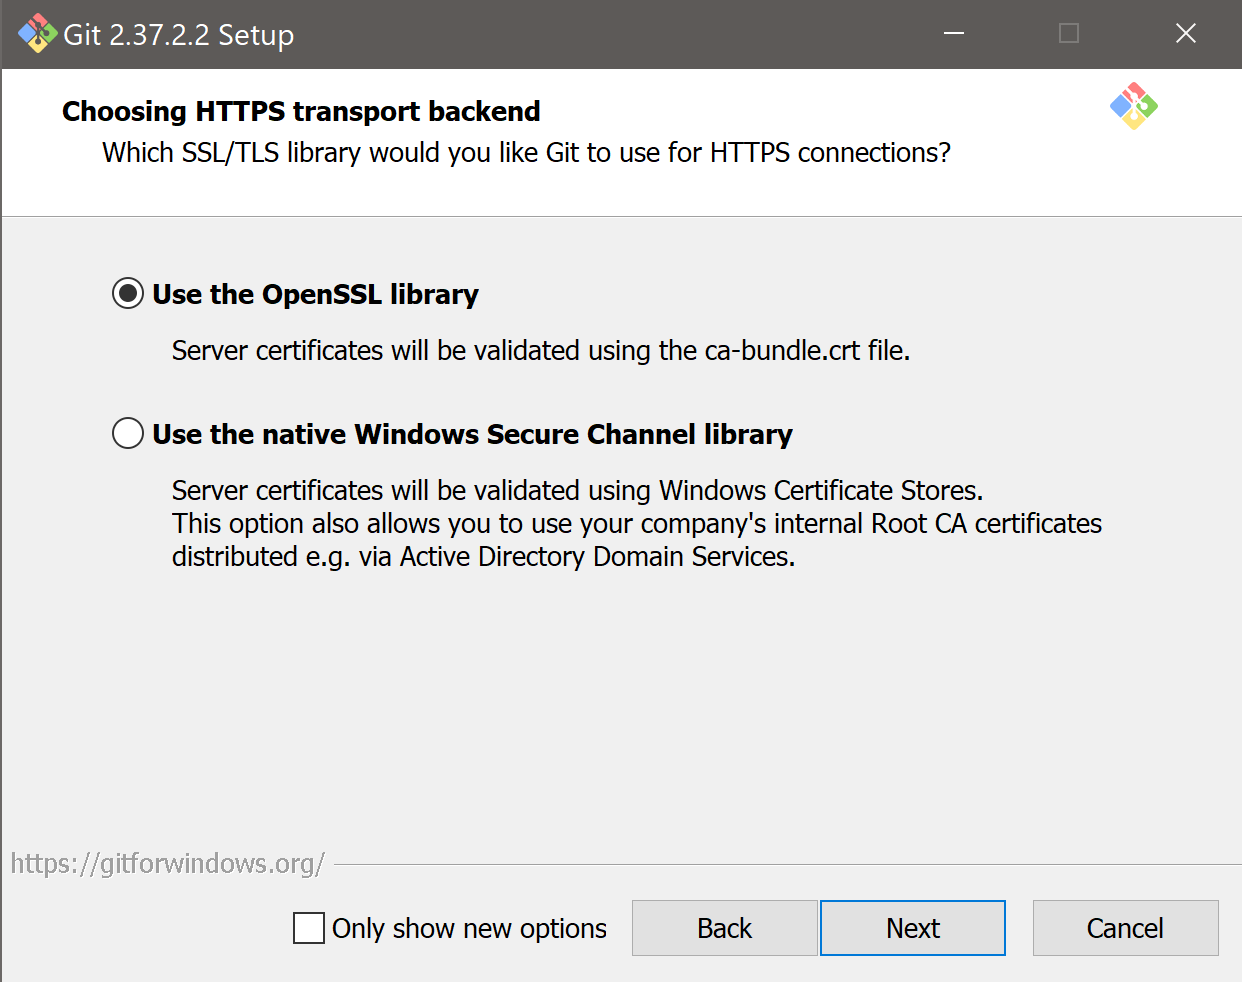 Git 2.37.2.2 Setup
Choosing HTTPS transport backend
Which SSL/TLS library would you like Git to use for HTTPS connections?
Use the OpenSSL library
Server certificates will be validated using the ca-bundle.crt file.
Use the native Windows Secure Channel library
Server certificates will be validated using Windows Certificate Stores.
This option also allows you to use your company's internal Root CA certificates
distributed e.g. via Active Directory Domain Services.
https://gitforwindows.org/
Only show new options
Back
Next
Cancel